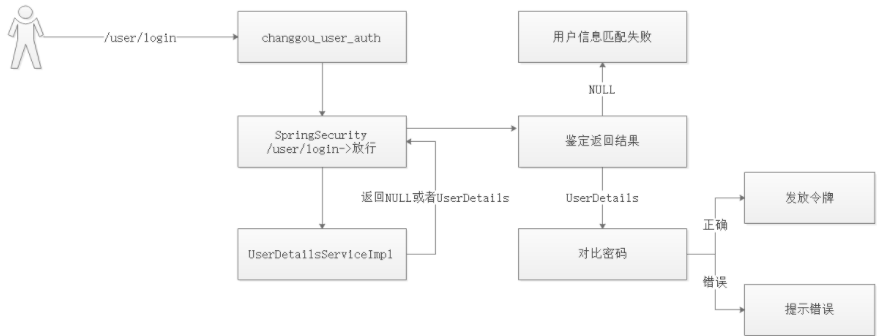 /user/login
changgou_user_auth
用户信息匹配失败
NULL
SpringSecurity
/user/login->放行
鉴定返回结果
返回NULL或者UserDetails
UserDetails
发放令牌
正确
UserDetailsServiceImpl
对比密码
错误
提示错误